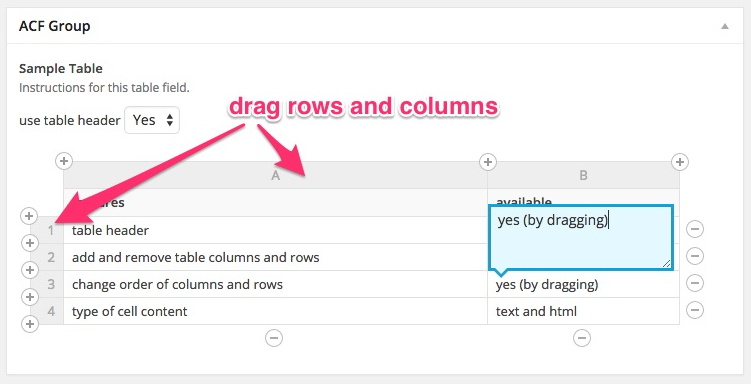 ACF Group
Sample Table
Instructions for this table field.
drag rows and columns
use table header Yes
A B
available
yes (by dragging)
1 table header
2 add and remove table columns and rows
3 change order of columns and rows yes (by dragging)
4 type of cell content text and html